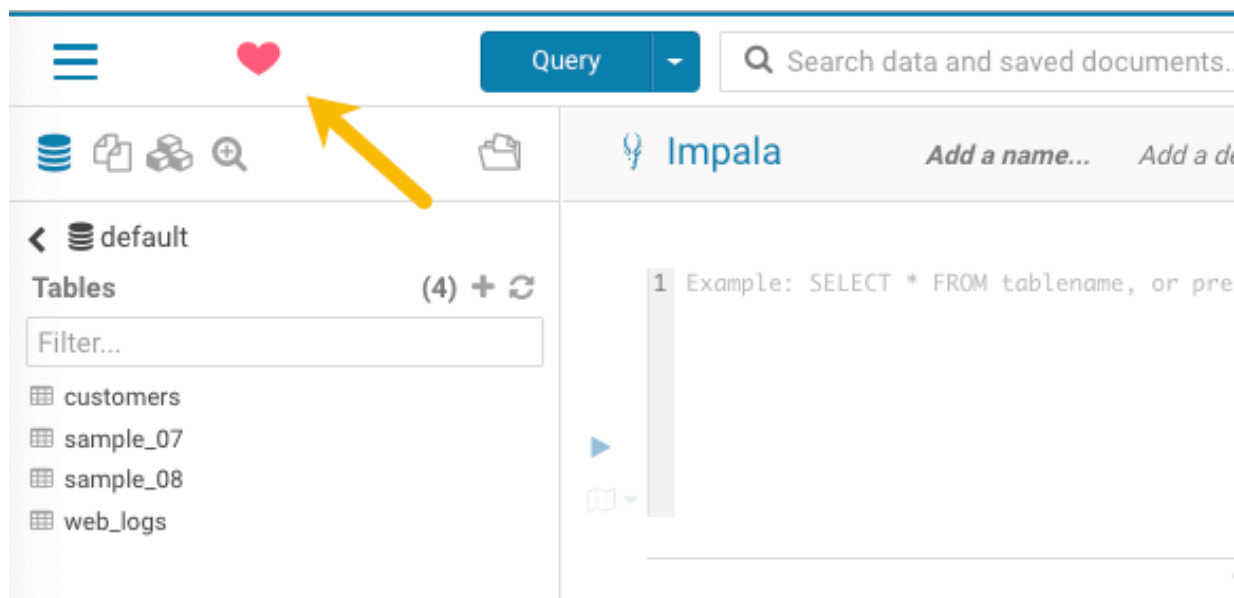 Query
Search data and saved documents..
Impala Add a name... Add a de
default
Tables (4)
Filter...
customers
sample_07
sample_08
web_logs
1 Example: SELECT * FROM tablename, or pre